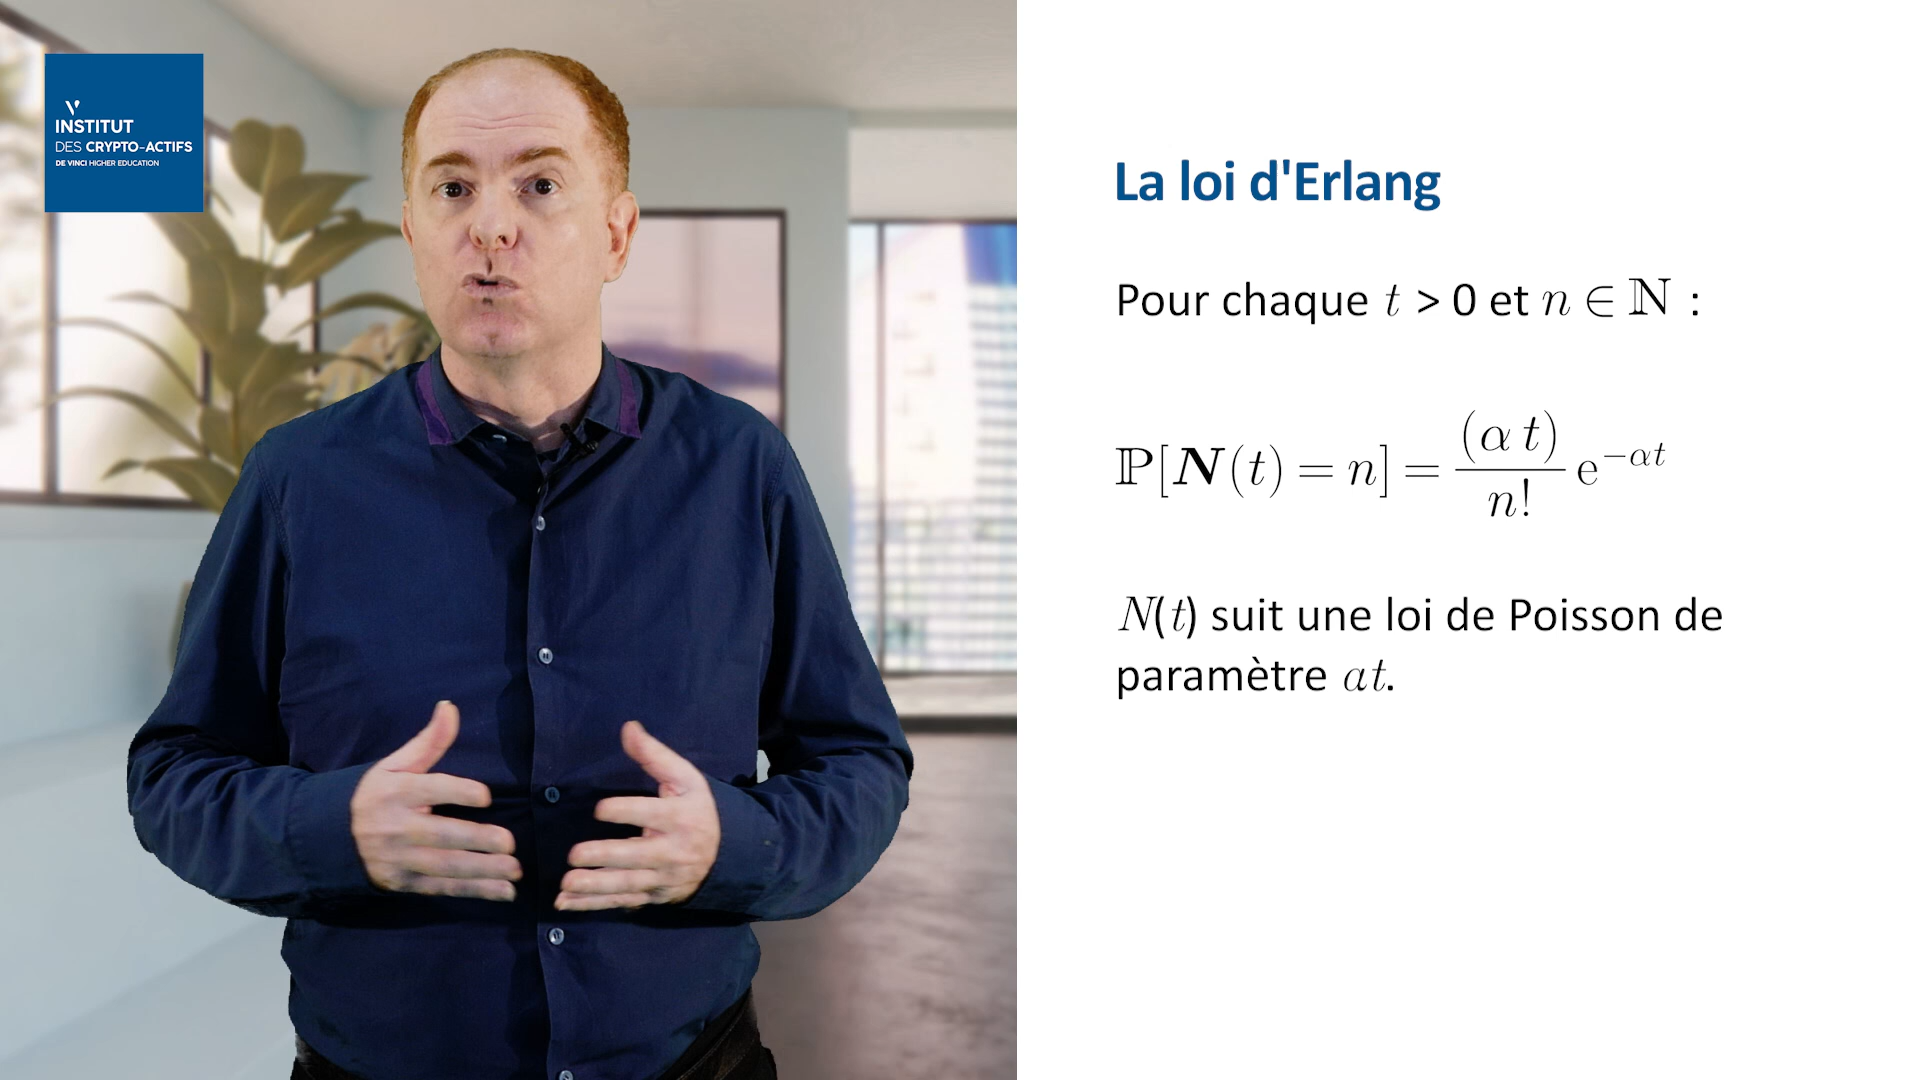 INSTITUT
DES CRYPTO-ACTIFS
DE VINCI HIGHER EDUCATION
La loi d'Erlang
Pour chaque t > 0 et n ∈ ℕ :
ℙ[N(t) = n] = (α t) / n! e^{−αt}
N(t) suit une loi de Poisson de
paramètre αt.